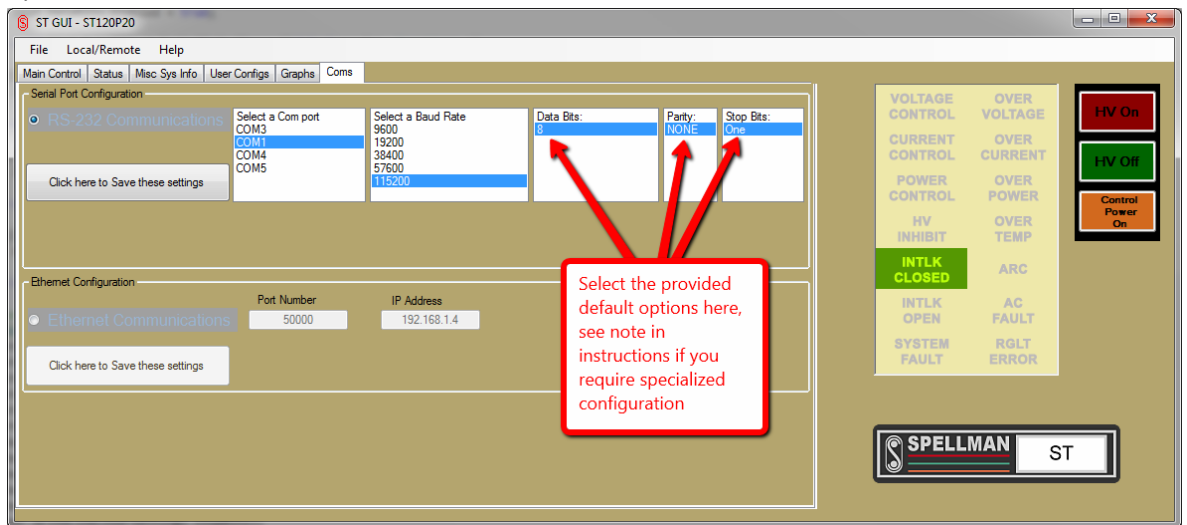 ST GUI - ST120P20
File Local/Remote Help
Main Control Status Misc Sys Info User Configs Graphs Coms
Serial Port Configuration
RS-232 Communications
Select a Com port
COM3
COM1
COM4
COM5
Select a Baud Rate
9600
19200
38400
57600
115200
Data Bits:
8
Parity:
NONE
Stop Bits:
One
Click here to Save these settings
Select the provided
default options here,
see note in
instructions if you
require specialized
configuration
Ethernet Configuration
Ethernet Communications
Port Number
50000
IP Address
192.168.1.4
Click here to Save these settings
VOLTAGE
CONTROL
OVER
VOLTAGE
CURRENT
CONTROL
OVER
CURRENT
POWER
CONTROL
OVER
POWER
HV
INHIBIT
OVER
TEMP
INTLK
CLOSED
ARC
INTLK
OPEN
AC
FAULT
SYSTEM
FAULT
RGLT
ERROR
HV On
HV Off
Control
Power
On
SPELLMAN
ST